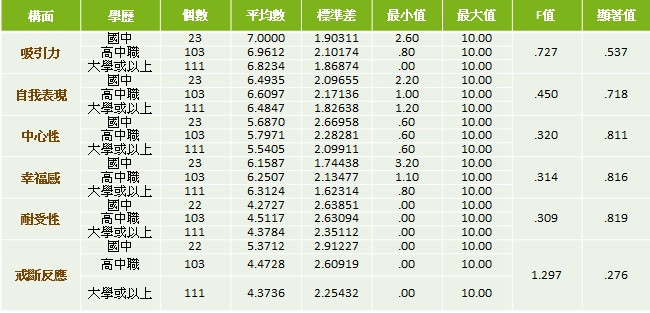 構面 學歷 個數 平均數 標準差 最小值 最大值 F值 顯著值
吸引力 國中 23 7.0000 1.90311 2.60 10.00 .727 .537
高中職 103 6.9612 2.10174 .80 10.00
大學或以上 111 6.8234 1.86874 .00 10.00
自我表現 國中 23 6.4935 2.09655 2.20 10.00 .450 .718
高中職 103 6.6097 2.17136 1.00 10.00
大學或以上 111 6.4847 1.82638 1.20 10.00
中心性 國中 23 5.6870 2.66958 .60 10.00 .320 .811
高中職 103 5.7971 2.28281 .60 10.00
大學或以上 111 5.5405 2.09911 .60 10.00
幸福感 國中 23 6.1587 1.74438 3.20 10.00 .314 .816
高中職 103 6.2507 2.13477 1.10 10.00
大學或以上 111 6.3124 1.62314 .80 10.00
耐受性 國中 22 4.2727 2.63851 .00 10.00 .309 .819
高中職 103 4.5117 2.63094 .00 10.00
大學或以上 111 4.3784 2.35112 .00 10.00
戒斷反應 國中 22 5.3712 2.91227 .00 10.00 1.297 .276
高中職 103 4.4728 2.60919 .00 10.00
大學或以上 111 4.3736 2.25432 .00 10.00